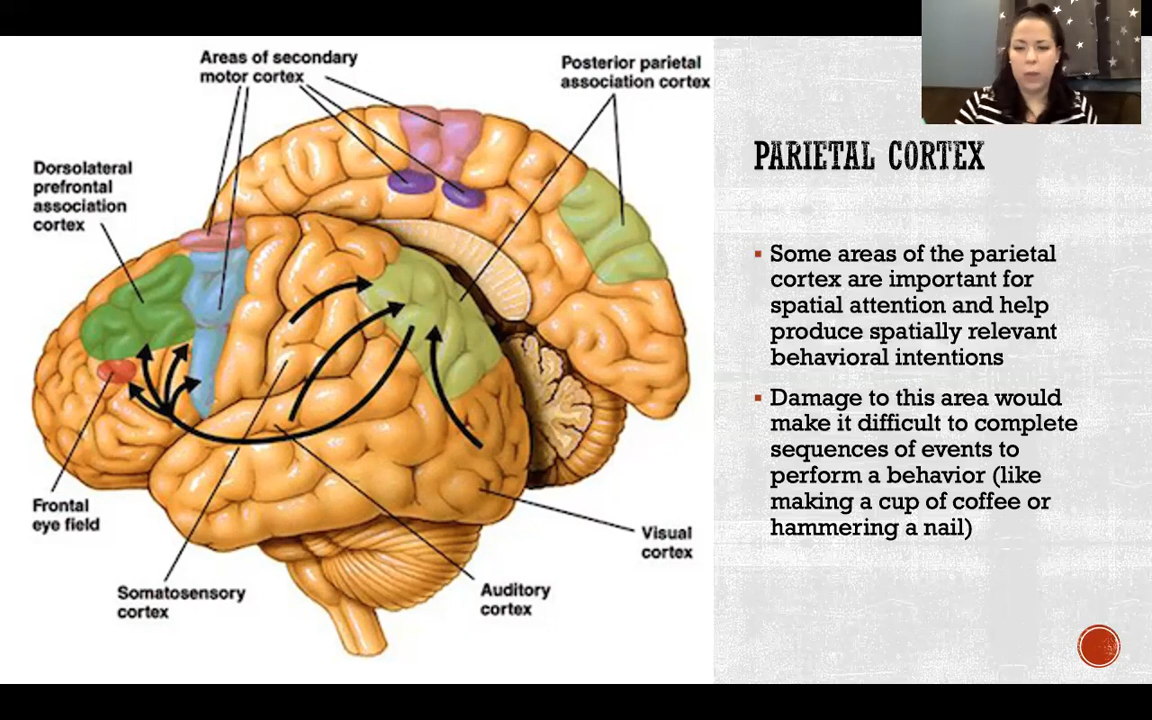 Areas of secondary
motor cortex
Posterior parietal
association cortex
Dorsolateral
prefrontal
association
cortex
Frontal
eye field
Somatosensory
cortex
Auditory
cortex
Visual
cortex
PARIETAL CORTEX
Some areas of the parietal
cortex are important for
spatial attention and help
produce spatially relevant
behavioral intentions
Damage to this area would
make it difficult to complete
sequences of events to
perform a behavior (like
making a cup of coffee or
hammering a nail)